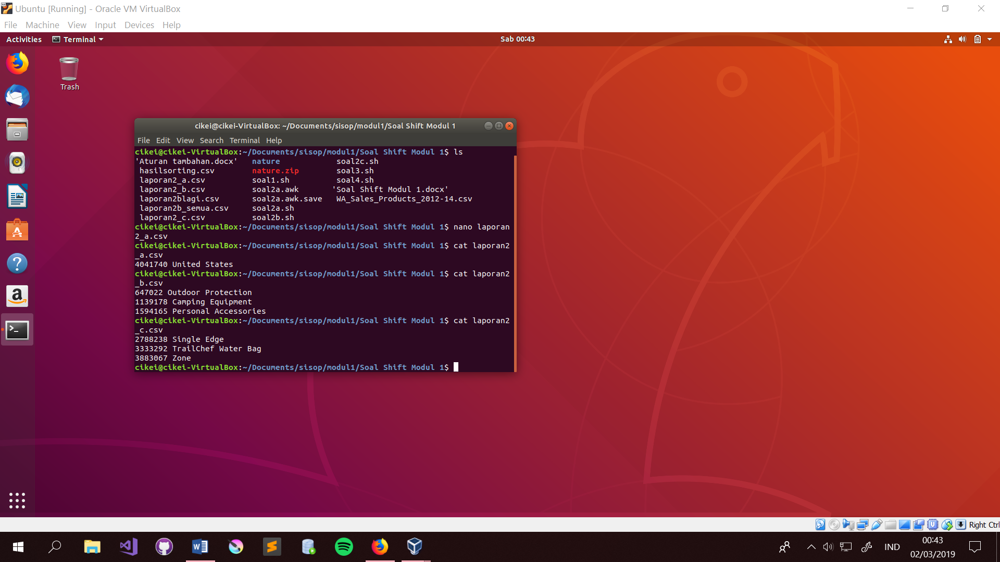 Ubuntu [Running] - Oracle VM VirtualBox
File Machine View Input Devices Help
Activities Terminal Sab 00:43
Trash
cikei@cikei-VirtualBox: ~/Documents/sisop/modul1/Soal Shift Modul 1
File Edit View Search Terminal Help
cikei@cikei-VirtualBox:~/Documents/sisop/modul1/Soal Shift Modul 1$ ls
'Aturan tambahan.docx' nature soal2c.sh
hasilsorting.csv nature.zip soal3.sh
laporan2_a.csv soal1.sh soal4.sh
laporan2_b.csv soal2a.awk 'Soal Shift Modul 1.docx'
laporan2blagi.csv soal2a.awk.save WA_Sales_Products_2012-14.csv
laporan2b_semua.csv soal2a.sh
laporan2_c.csv soal2b.sh
cikei@cikei-VirtualBox:~/Documents/sisop/modul1/Soal Shift Modul 1$ nano laporan
2_a.csv
cikei@cikei-VirtualBox:~/Documents/sisop/modul1/Soal Shift Modul 1$ cat laporan2
_a.csv
4041740 United States
cikei@cikei-VirtualBox:~/Documents/sisop/modul1/Soal Shift Modul 1$ cat laporan2
_b.csv
647022 Outdoor Protection
1139178 Camping Equipment
1594165 Personal Accessories
cikei@cikei-VirtualBox:~/Documents/sisop/modul1/Soal Shift Modul 1$ cat laporan2
_c.csv
2788238 Single Edge
3333292 TrailChef Water Bag
3883067 Zone
cikei@cikei-VirtualBox:~/Documents/sisop/modul1/Soal Shift Modul 1$
Right Ctrl
IND
00:43
02/03/2019